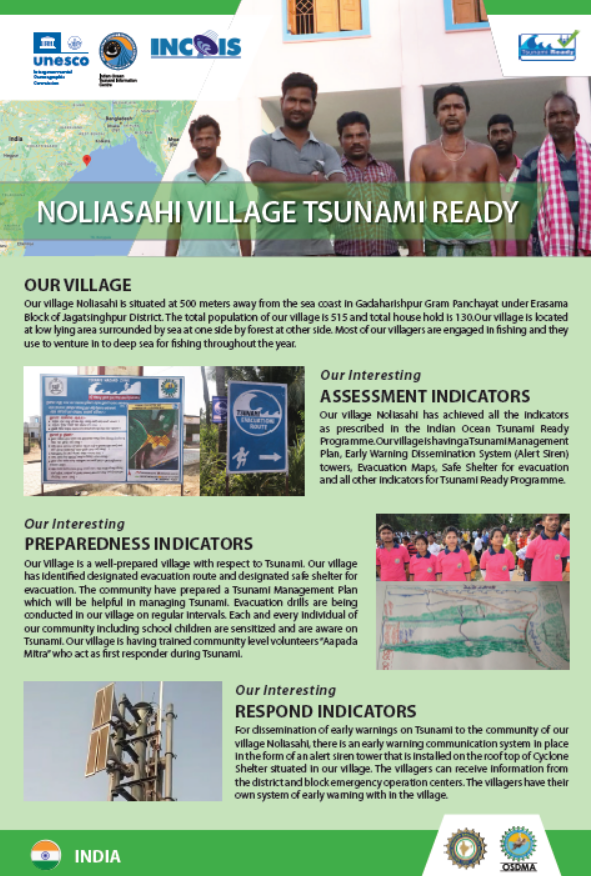 unesco
Intergovernmental
Oceanographic
Commission
Indian Ocean
Tsunami Information
Centre
INCOIS
Tsunami Ready
India
Bangladesh
NOLIASAHI VILLAGE TSUNAMI READY
OUR VILLAGE
Our village Noliasahi is situated at 500 meters away from the sea coast in Gadaharishpur Gram Panchayat under Erasama
Block of Jagatsinghpur District. The total population of our village is 515 and total house hold is 130.Our village is located
at low lying area surrounded by sea at one side by forest at other side. Most of our villagers are engaged in fishing and they
use to venture in to deep sea for fishing throughout the year.
TSUNAMI
EVACUATION
ROUTE
Our Interesting
ASSESSMENT INDICATORS
Our village Noliasahi has achieved all the Indicators
as prescribed in the Indian Ocean Tsunami Ready
Programme. Our village is having a Tsunami Management
Plan, Early Warning Dissemination System (Alert Siren)
towers, Evacuation Maps, Safe Shelter for evacuation
and all other Indicators for Tsunami Ready Programme.
Our Interesting
PREPAREDNESS INDICATORS
Our Village is a well-prepared village with respect to Tsunami. Our village
has identified designated evacuation route and designated safe shelter for
evacuation. The community have prepared a Tsunami Management Plan
which will be helpful in managing Tsunami. Evacuation drills are being
conducted in our village on regular intervals. Each and every individual of
our community including school children are sensitized and are aware on
Tsunami. Our village is having trained community level volunteers "Aapada
Mitra" who act as first responder during Tsunami.
Our Interesting
RESPOND INDICATORS
For dissemination of early warnings on Tsunami to the community of our
village Noliasahi, there is an early warning communication system in place
in the form of an alert siren tower that is installed on the roof top of Cyclone
Shelter situated in our village. The villagers can receive information from
the district and block emergency operation centers. The villagers have their
own system of early warning with in the village.
INDIA
OSDMA